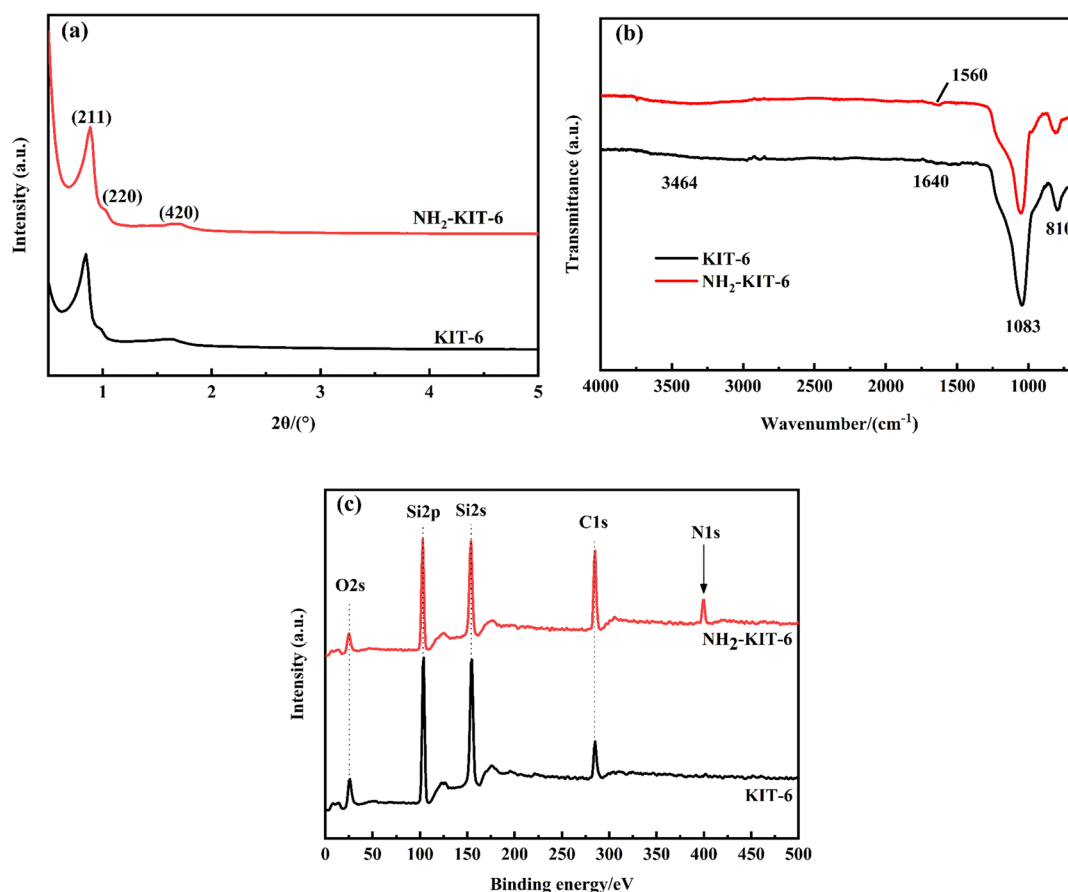 (a)
(211)
(220)
(420)
NH₂-KIT-6
KIT-6
Intensity (a.u.)
1
2
3
4
5
2θ/(°)
(b)
1560
3464
1640
810
1083
KIT-6
NH₂-KIT-6
Transmittance (a.u.)
4000
3500
3000
2500
2000
1500
1000
Wavenumber/(cm⁻¹)
(c)
Si2p
Si2s
C1s
N1s
O2s
NH₂-KIT-6
KIT-6
Intensity (a.u.)
0
50
100
150
200
250
300
350
400
450
500
Binding energy/eV